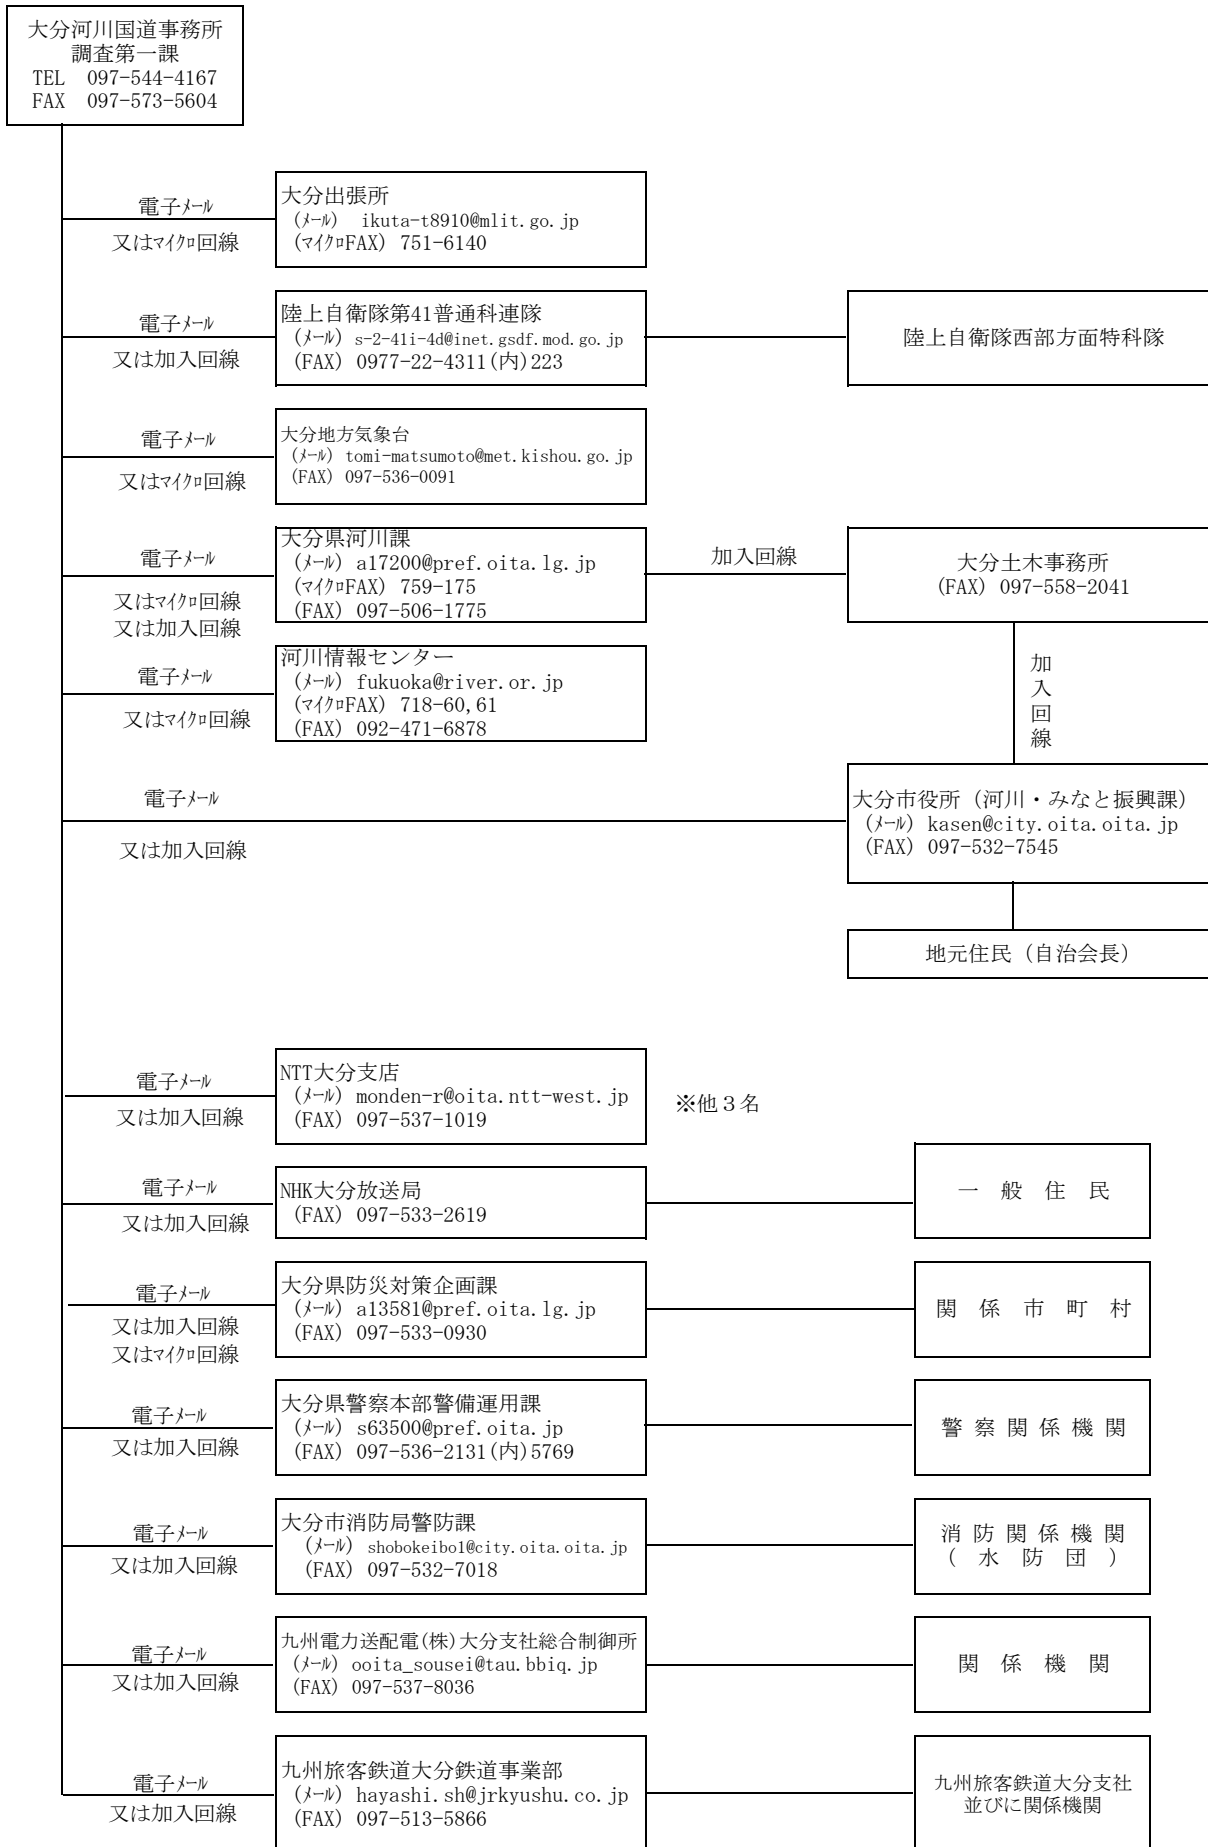 大分河川国道事務所
調査第一課
TEL　097-544-4167
FAX　097-573-5604
電子ﾒｰﾙ
又はﾏｲｸﾛ回線
大分出張所
(ﾒｰﾙ)　ikuta-t8910@mlit.go.jp
(ﾏｲｸﾛFAX) 751-6140
電子ﾒｰﾙ
又は加入回線
陸上自衛隊第41普通科連隊
(ﾒｰﾙ) s-2-41i-4d@inet.gsdf.mod.go.jp
(FAX) 0977-22-4311(内)223
陸上自衛隊西部方面特科隊
電子ﾒｰﾙ
又はﾏｲｸﾛ回線
大分地方気象台
(ﾒｰﾙ) tomi-matsumoto@met.kishou.go.jp
(FAX) 097-536-0091
電子ﾒｰﾙ
又はﾏｲｸﾛ回線
又は加入回線
大分県河川課
(ﾒｰﾙ) a17200@pref.oita.lg.jp
(ﾏｲｸﾛFAX) 759-175
(FAX) 097-506-1775
加入回線
大分土木事務所
(FAX) 097-558-2041
電子ﾒｰﾙ
又はﾏｲｸﾛ回線
河川情報センター
(ﾒｰﾙ) fukuoka@river.or.jp
(ﾏｲｸﾛFAX) 718-60,61
(FAX) 092-471-6878
加入回線
電子ﾒｰﾙ
又は加入回線
大分市役所（河川・みなと振興課）
(ﾒｰﾙ) kasen@city.oita.oita.jp
(FAX) 097-532-7545
地元住民（自治会長）
電子ﾒｰﾙ
又は加入回線
NTT大分支店
(ﾒｰﾙ) monden-r@oita.ntt-west.jp
(FAX) 097-537-1019
※他３名
電子ﾒｰﾙ
又は加入回線
NHK大分放送局
(FAX) 097-533-2619
一　般　住　民
電子ﾒｰﾙ
又は加入回線
又はﾏｲｸﾛ回線
大分県防災対策企画課
(ﾒｰﾙ) a13581@pref.oita.lg.jp
(FAX) 097-533-0930
関　係　市　町　村
電子ﾒｰﾙ
又は加入回線
大分県警察本部警備運用課
(ﾒｰﾙ) s63500@pref.oita.jp
(FAX) 097-536-2131(内)5769
警 察 関 係 機 関
電子ﾒｰﾙ
又は加入回線
大分市消防局警防課
(ﾒｰﾙ) shobokeibo1@city.oita.oita.jp
(FAX) 097-532-7018
消 防 関 係 機 関
（　水　防　団　）
電子ﾒｰﾙ
又は加入回線
九州電力送配電(株)大分支社総合制御所
(ﾒｰﾙ) ooita_sousei@tau.bbiq.jp
(FAX) 097-537-8036
関　係　機　関
電子ﾒｰﾙ
又は加入回線
九州旅客鉄道大分鉄道事業部
(ﾒｰﾙ) hayashi.sh@jrkyushu.co.jp
(FAX) 097-513-5866
九州旅客鉄道大分支社
並びに関係機関